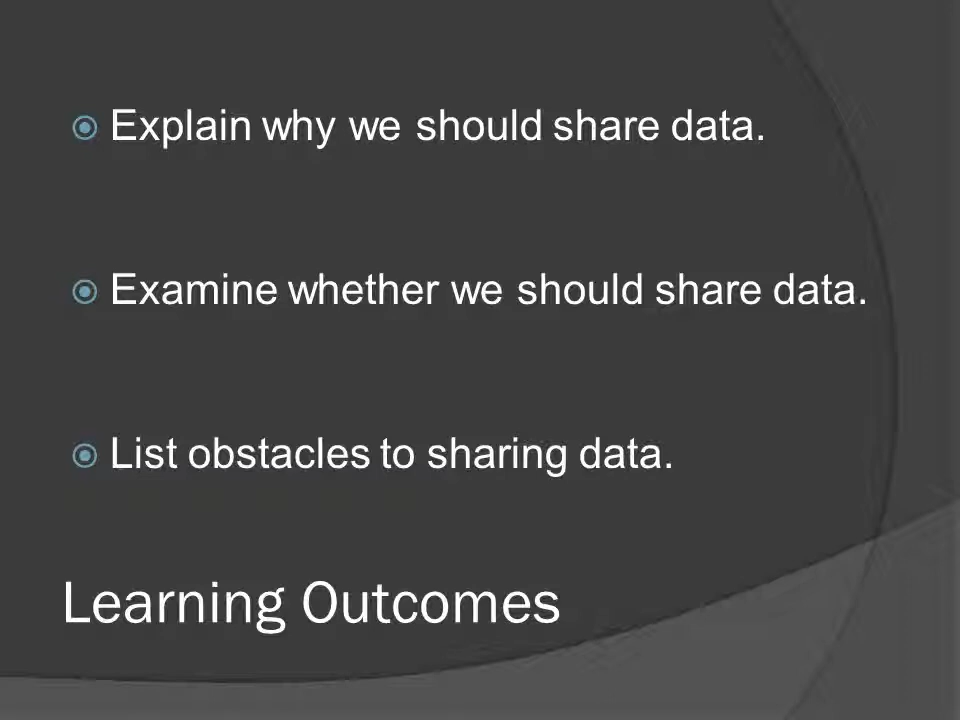 Explain why we should share data.
Examine whether we should share data.
List obstacles to sharing data.
Learning Outcomes